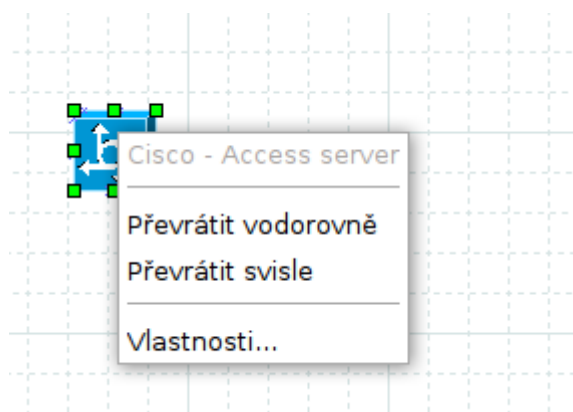 Cisco - Access server
Převrátit vodorovně
Převrátit svisle
Vlastnosti...